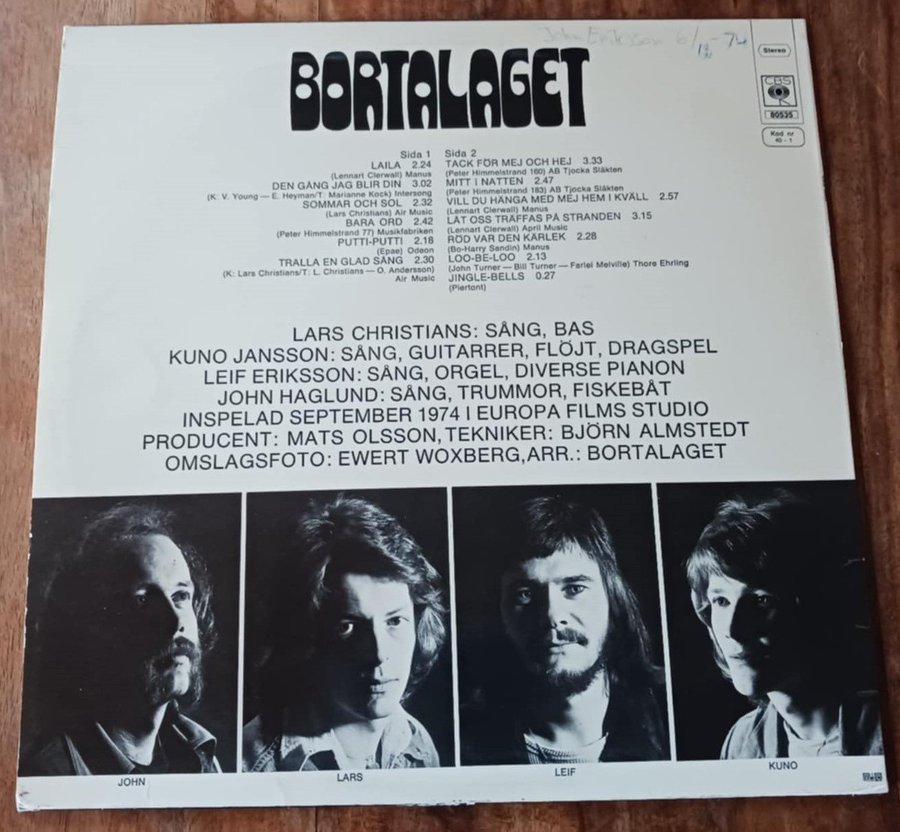 John Eriksson 6/12 - 74
Stereo
CBS
80535
Kod nr
40 - 1
BORTALAGET
Sida 1
LAILA 2.24
(Lennart Clerwall) Manus
DEN GÅNG JAG BLIR DIN 3.02
(K. V. Young — E. Heyman/T: Marianne Kock) Intersong
SOMMAR OCH SOL 2.32
(Lars Christians) Air Music
BARA ORD 2.42
(Peter Himmelstrand 77) Musikfabriken
PUTTI-PUTTI 2.18
(Epae) Odeon
TRALLA EN GLAD SÅNG 2.30
(K: Lars Christians/T: L. Christians — O. Andersson)
Air Music
Sida 2
TACK FÖR MEJ OCH HEJ 3.33
(Peter Himmelstrand 160) AB Tjocka Släkten
MITT I NATTEN 2.47
(Peter Himmelstrand 183) AB Tjocka Släkten
VILL DU HÄNGA MED MEJ HEM I KVÄLL 2.57
(Lennart Clerwall) Manus
LÅT OSS TRÄFFAS PÅ STRANDEN 3.15
(Lennart Clerwall) April Music
RÖD VAR DEN KÄRLEK 2.28
(Bo-Harry Sandin) Manus
LOO-BE-LOO 2.13
(John Turner — Bill Turner — Farlei Melville) Thore Ehrling
JINGLE-BELLS 0.27
(Piertont)
LARS CHRISTIANS: SÅNG, BAS
KUNO JANSSON: SÅNG, GUITARRER, FLÖJT, DRAGSPEL
LEIF ERIKSSON: SÅNG, ORGEL, DIVERSE PIANON
JOHN HAGLUND: SÅNG, TRUMMOR, FISKEBÅT
INSPELAD SEPTEMBER 1974 I EUROPA FILMS STUDIO
PRODUCENT: MATS OLSSON, TEKNIKER: BJÖRN ALMSTEDT
OMSLAGSFOTO: EWERT WOXBERG, ARR.: BORTALAGET
JOHN
LARS
LEIF
KUNO